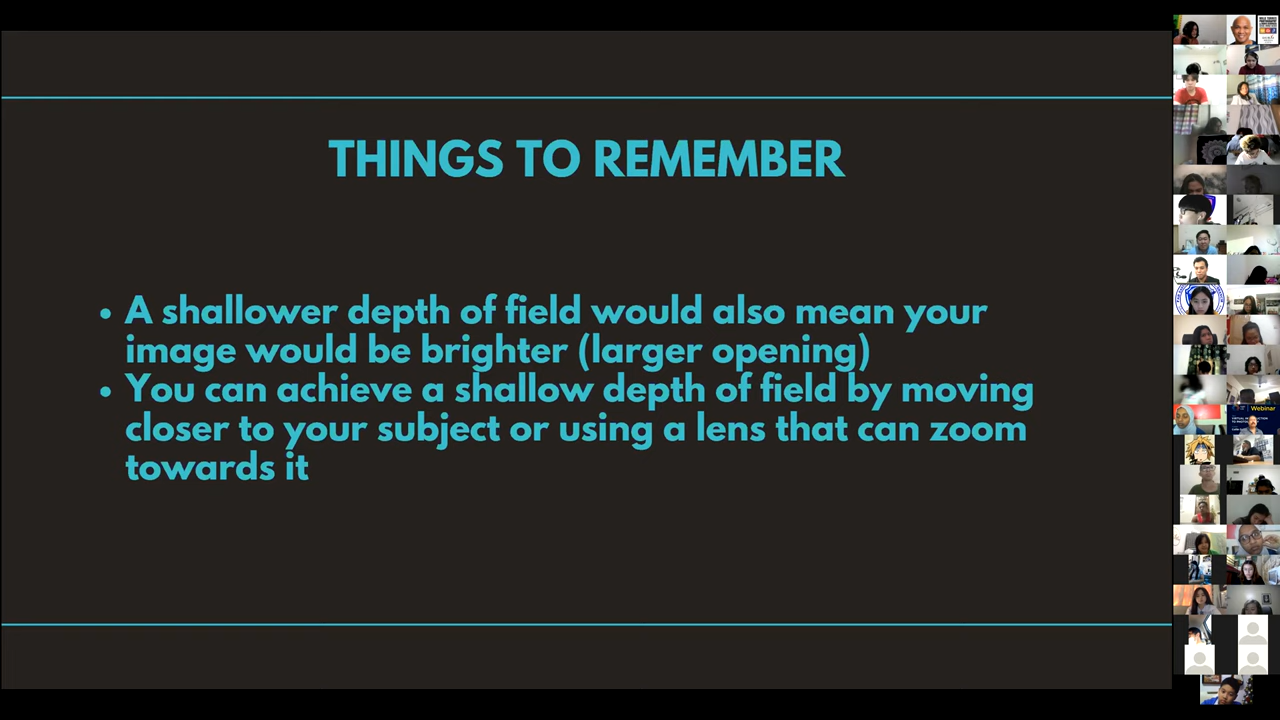 THINGS TO REMEMBER
• A shallower depth of field would also mean your
image would be brighter (larger opening)
• You can achieve a shallow depth of field by moving
closer to your subject or using a lens that can zoom
towards it
Webinar